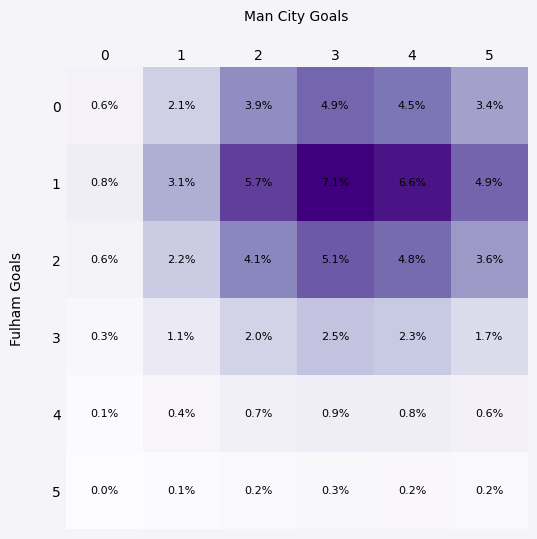 Man City Goals
0 1 2 3 4 5
0 0.6% 2.1% 3.9% 4.9% 4.5% 3.4%
1 0.8% 3.1% 5.7% 7.1% 6.6% 4.9%
2 0.6% 2.2% 4.1% 5.1% 4.8% 3.6%
3 0.3% 1.1% 2.0% 2.5% 2.3% 1.7%
4 0.1% 0.4% 0.7% 0.9% 0.8% 0.6%
5 0.0% 0.1% 0.2% 0.3% 0.2% 0.2%
Fulham Goals